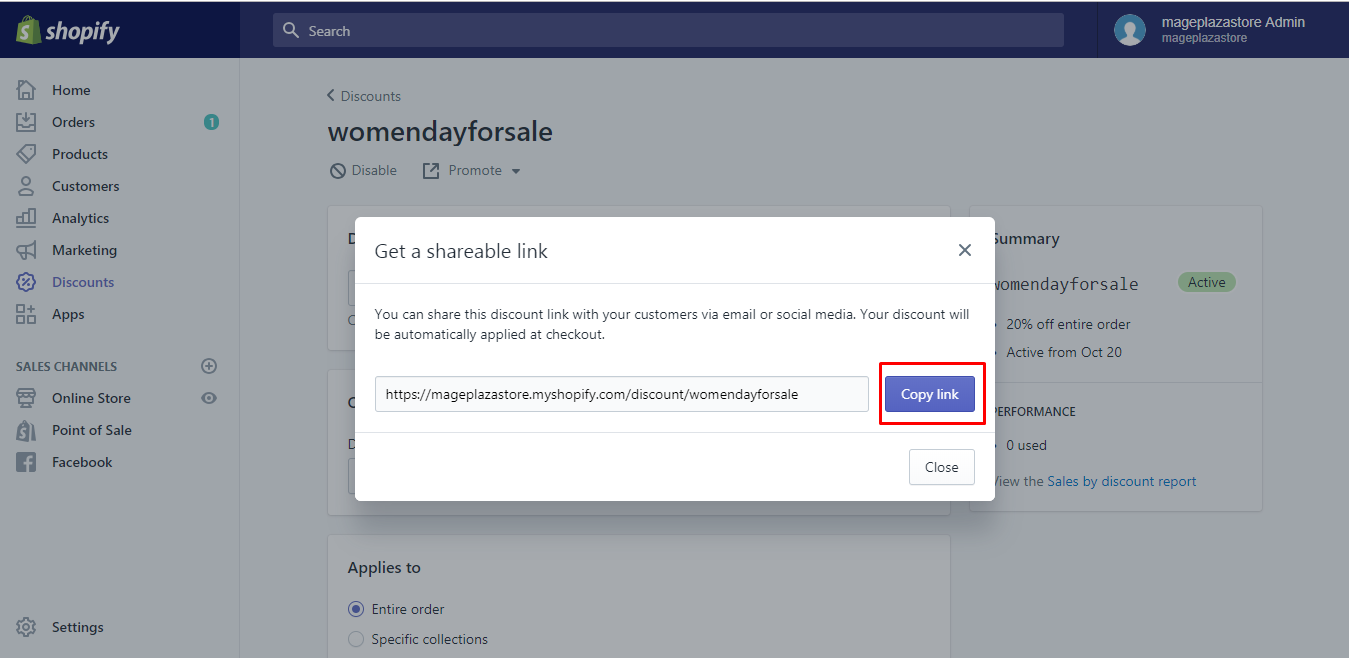 shopify
Search
mageplazastore Admin
mageplazastore
Home
Orders
1
Products
Customers
Analytics
Marketing
Discounts
Apps
SALES CHANNELS
Online Store
Point of Sale
Facebook
Settings
Discounts
womendayforsale
Disable
Promote
Get a shareable link
You can share this discount link with your customers via email or social media. Your discount will
be automatically applied at checkout.
https://mageplazastore.myshopify.com/discount/womendayforsale
Copy link
Close
Summary
womendayforsale
Active
20% off entire order
Active from Oct 20
PERFORMANCE
0 used
View the Sales by discount report
Applies to
Entire order
Specific collections